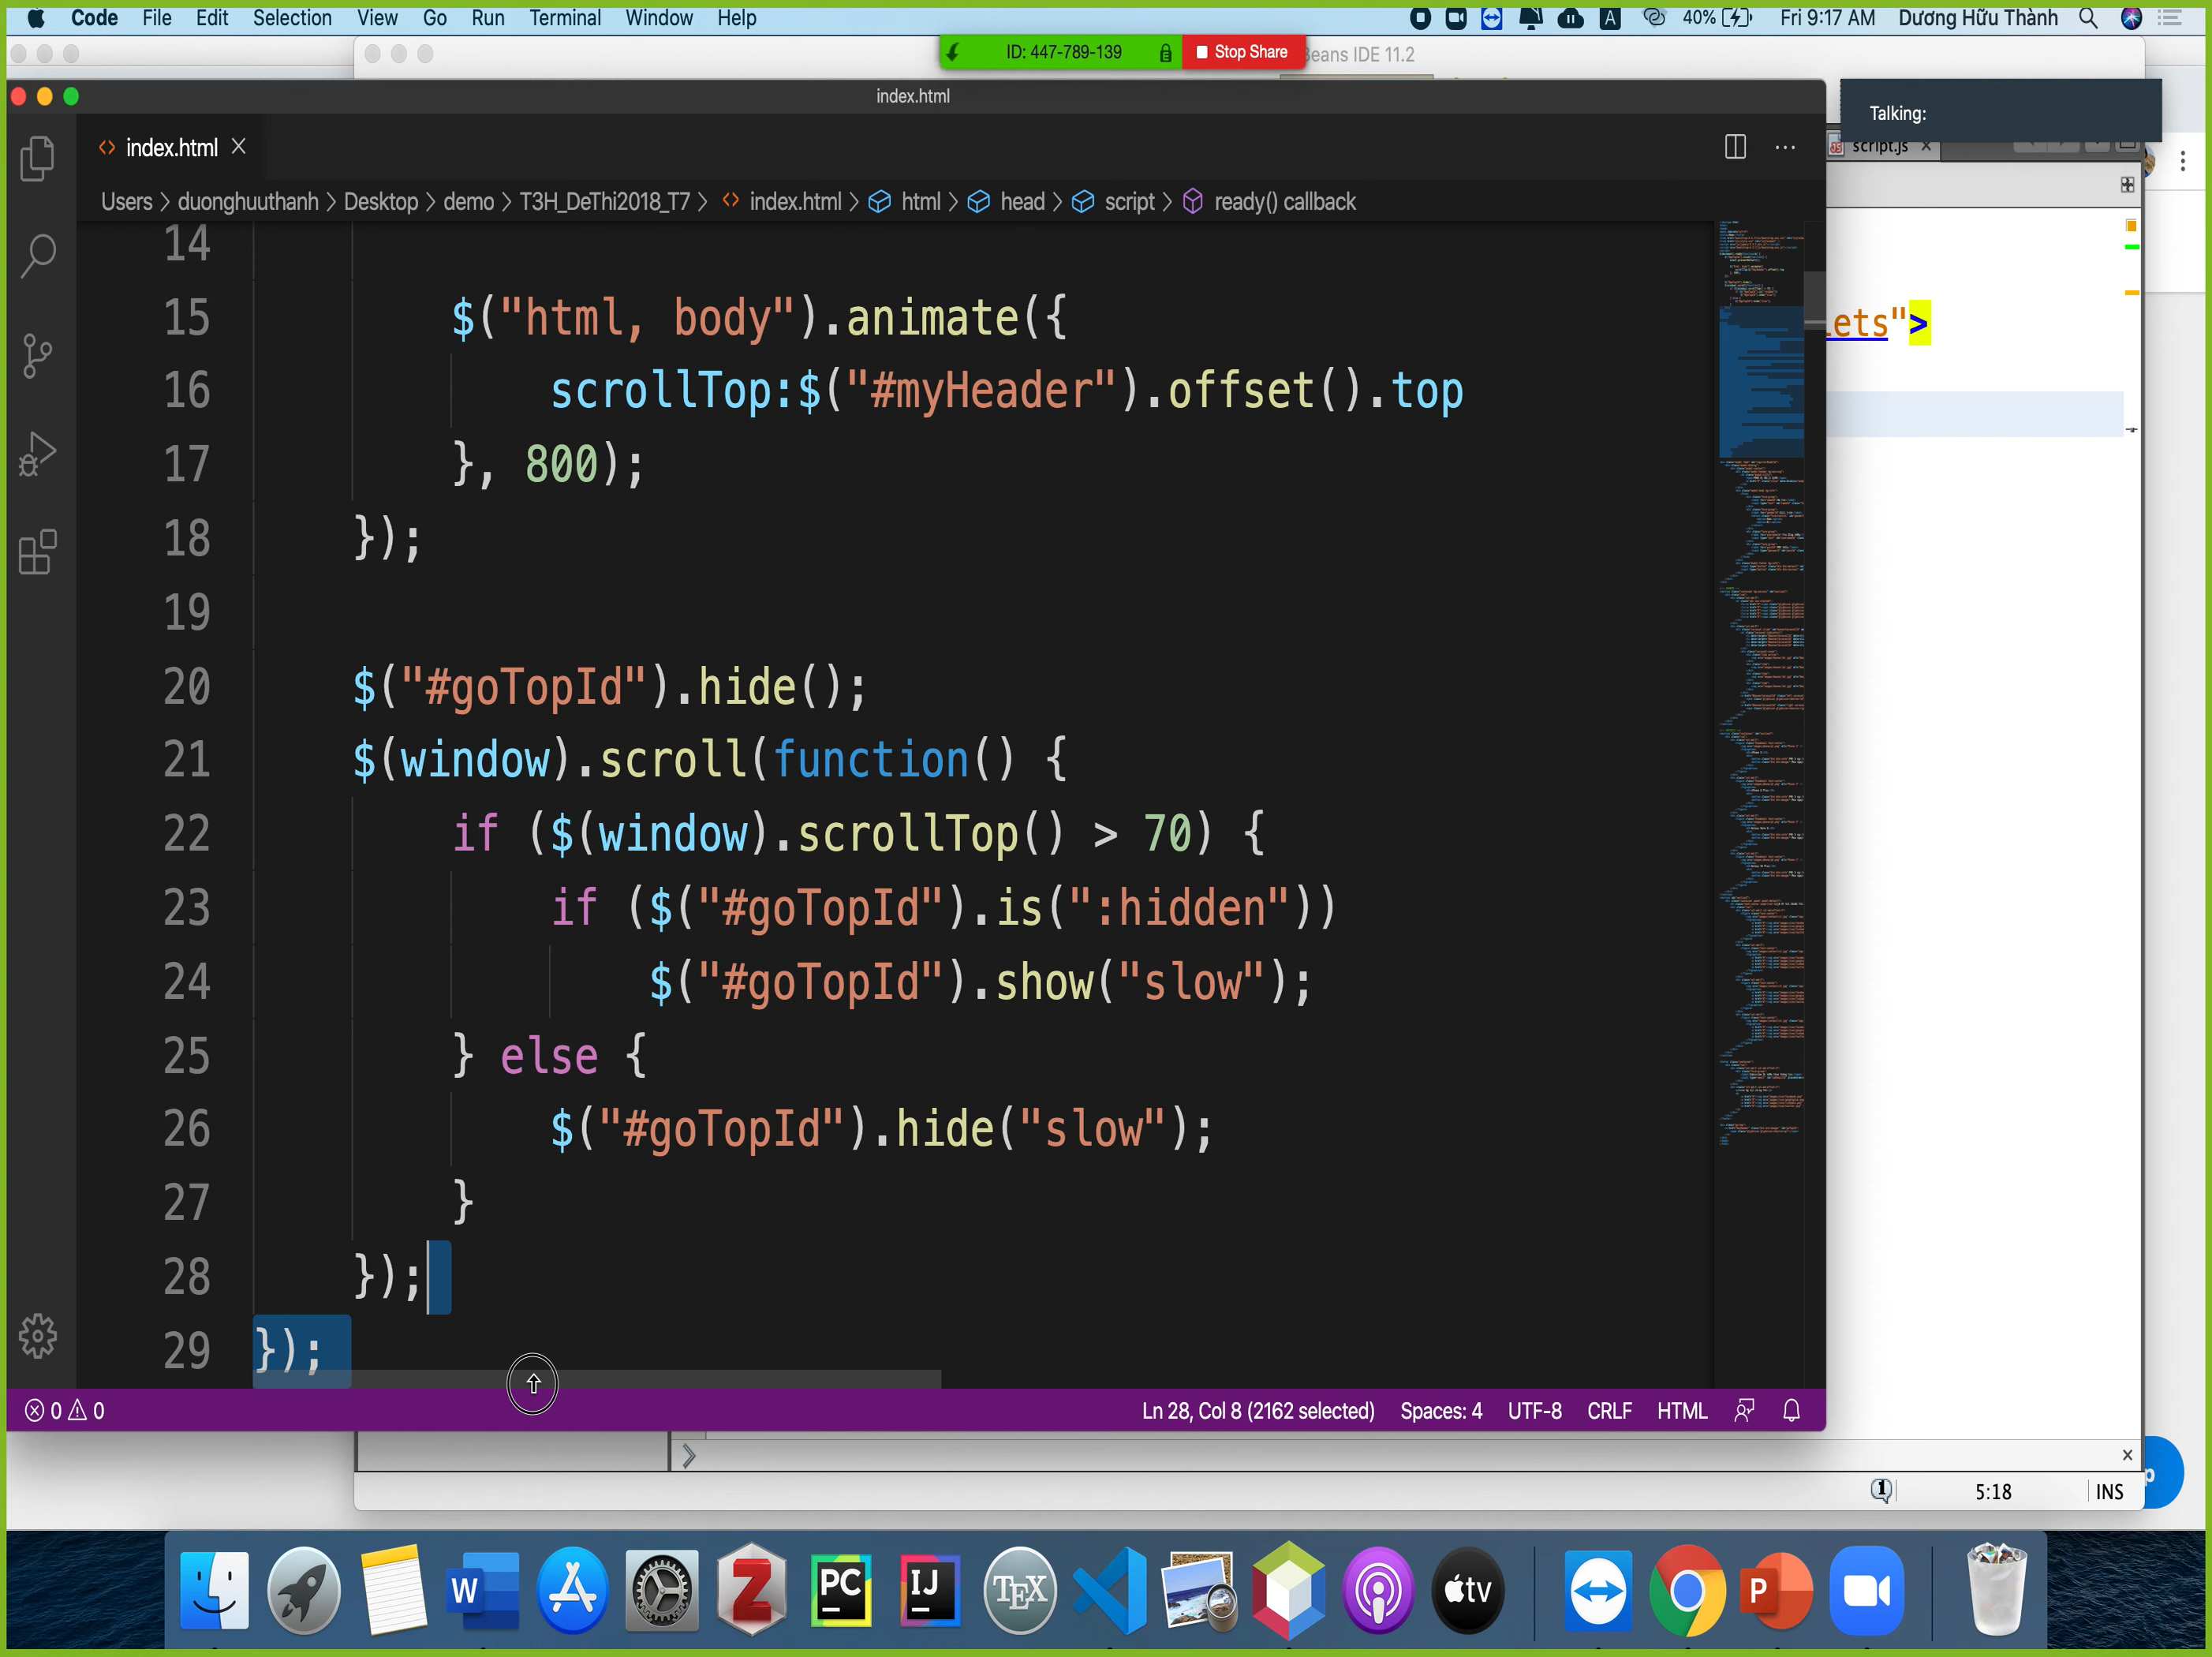 Code File Edit Selection View Go Run Terminal Window Help
40% Fri 9:17 AM Dương Hữu Thành
ID: 447-789-139 Stop Share
Beans IDE 11.2
index.html
Talking:
index.html
script.js
Users > duonghuuthanh > Desktop > demo > T3H_DeThi2018_T7 > index.html > html > head > script > ready() callback
14
15 $("html, body").animate({
16 scrollTop:$("#myHeader").offset().top
17 }, 800);
18 });
19
20 $("#goTopId").hide();
21 $(window).scroll(function() {
22 if ($(window).scrollTop() > 70) {
23 if ($("#goTopId").is(":hidden"))
24 $("#goTopId").show("slow");
25 } else {
26 $("#goTopId").hide("slow");
27 }
28 });
29 });
ets">
0 0 Ln 28, Col 8 (2162 selected) Spaces: 4 UTF-8 CRLF HTML
1 5:18 INS
W Z PC IJ TEX tv P